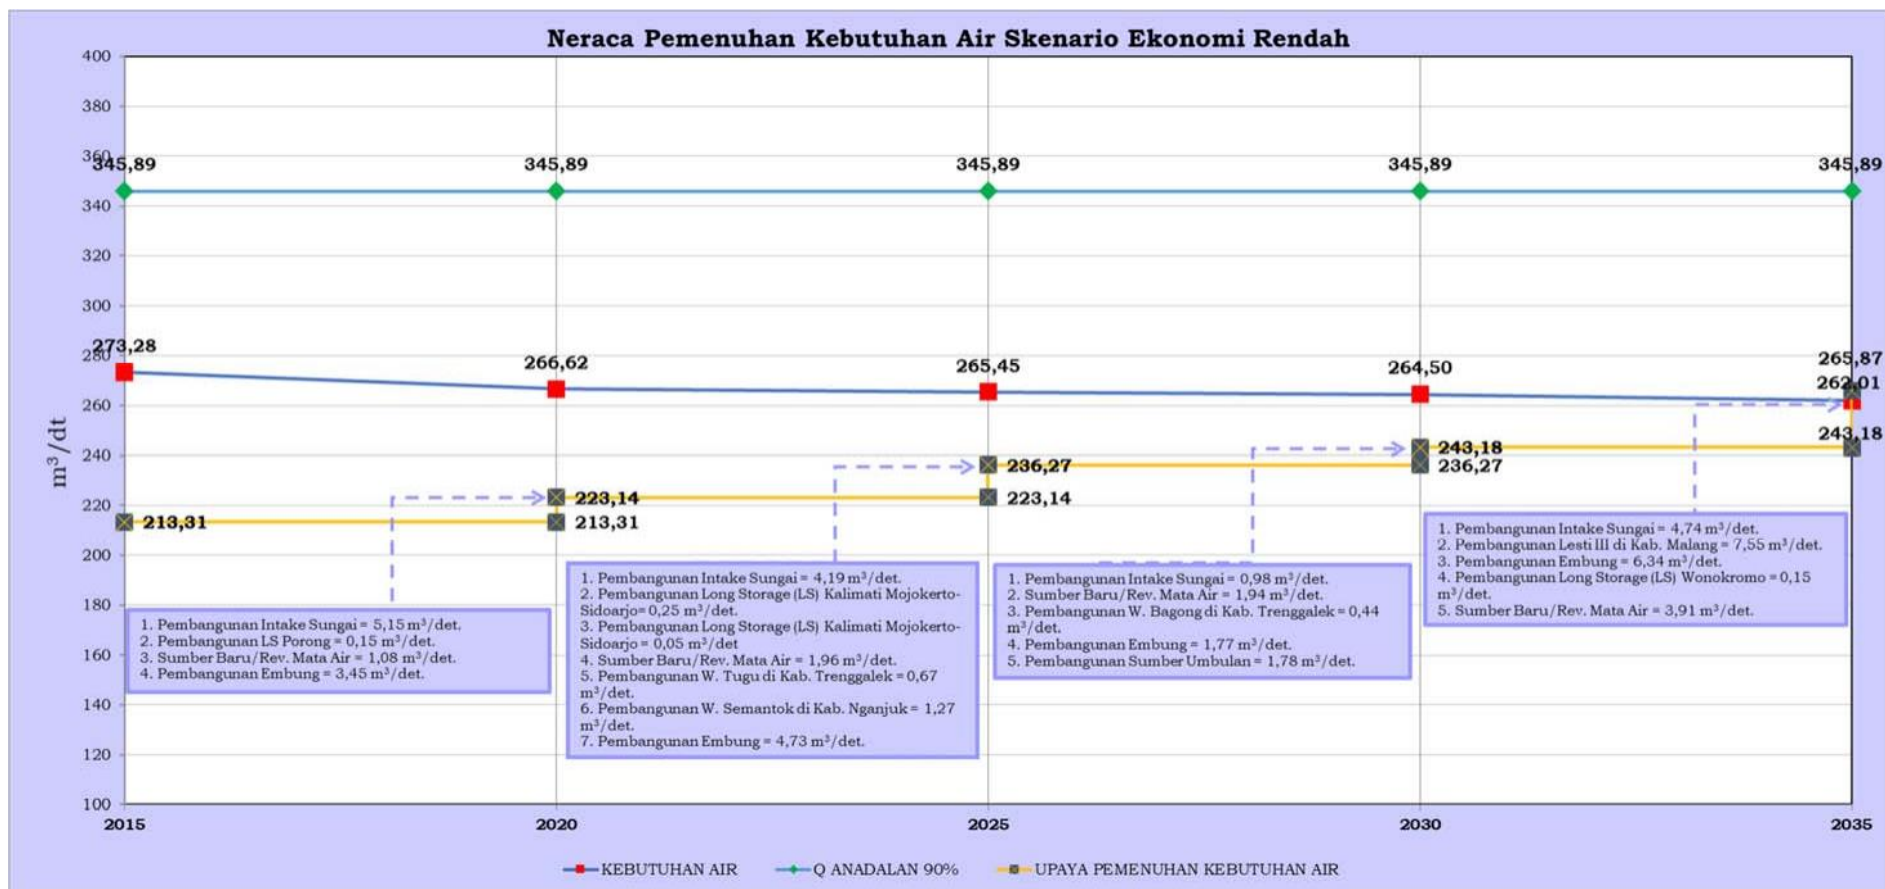 Neraca Pemenuhan Kebutuhan Air Skenario Ekonomi Rendah
m³/dt
400
380
360
340
320
300
280
260
240
220
200
180
160
140
120
100
345,89
345,89
345,89
345,89
345,89
273,28
266,62
265,45
264,50
265,87
262,01
213,31
223,14
213,31
236,27
223,14
243,18
236,27
243,18
1. Pembangunan Intake Sungai = 5,15 m³/det.
2. Pembangunan LS Porong = 0,15 m³/det.
3. Sumber Baru/Rev. Mata Air = 1,08 m³/det.
4. Pembangunan Embung = 3,45 m³/det.
1. Pembangunan Intake Sungai = 4,19 m³/det.
2. Pembangunan Long Storage (LS) Kalimati Mojokerto-
Sidoarjo= 0,25 m³/det.
3. Pembangunan Long Storage (LS) Kalimati Mojokerto-
Sidoarjo = 0,05 m³/det
4. Sumber Baru/Rev. Mata Air = 1,96 m³/det.
5. Pembangunan W. Tugu di Kab. Trenggalek = 0,67
m³/det.
6. Pembangunan W. Semantok di Kab. Nganjuk = 1,27
m³/det.
7. Pembangunan Embung = 4,73 m³/det.
1. Pembangunan Intake Sungai = 0,98 m³/det.
2. Sumber Baru/Rev. Mata Air = 1,94 m³/det.
3. Pembangunan W. Bagong di Kab. Trenggalek = 0,44
m³/det.
4. Pembangunan Embung = 1,77 m³/det.
5. Pembangunan Sumber Umbulan = 1,78 m³/det.
1. Pembangunan Intake Sungai = 4,74 m³/det.
2. Pembangunan Lesti III di Kab. Malang = 7,55 m³/det.
3. Pembangunan Embung = 6,34 m³/det.
4. Pembangunan Long Storage (LS) Wonokromo = 0,15
m³/det.
5. Sumber Baru/Rev. Mata Air = 3,91 m³/det.
2015
2020
2025
2030
2035
KEBUTUHAN AIR
Q ANADALAN 90%
UPAYA PEMENUHAN KEBUTUHAN AIR